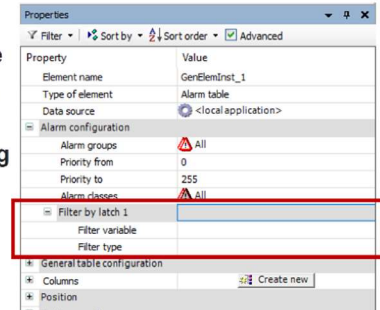 Properties
Filter Sort by Sort order Advanced
Property Value
Element name GenElemInst_1
Type of element Alarm table
Data source <localapplication>
Alarm configuration
Alarm groups All
Priority from 0
Priority to 255
Alarm classes All
Filter by latch 1
Filter variable
Filter type
General table configuration
Columns Create new
Position
e
g